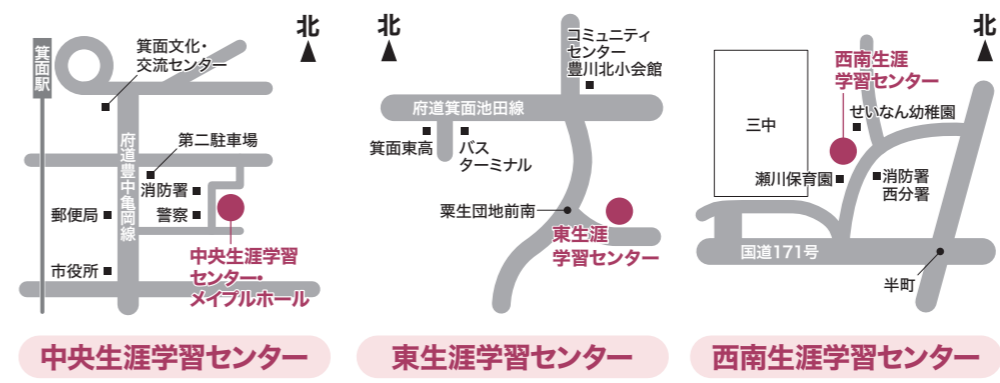 北
箕面駅
箕面文化・
交流センター
府道豊中亀岡線
第二駐車場
消防署
警察
郵便局
市役所
中央生涯学習
センター・
メイプルホール
中央生涯学習センター
北
コミュニティ
センター
豊川北小会館
府道箕面池田線
箕面東高
バス
ターミナル
粟生団地前南
東生涯
学習センター
東生涯学習センター
北
西南生涯
学習センター
せいなん幼稚園
三中
瀬川保育園
消防署
西分署
国道171号
半町
西南生涯学習センター